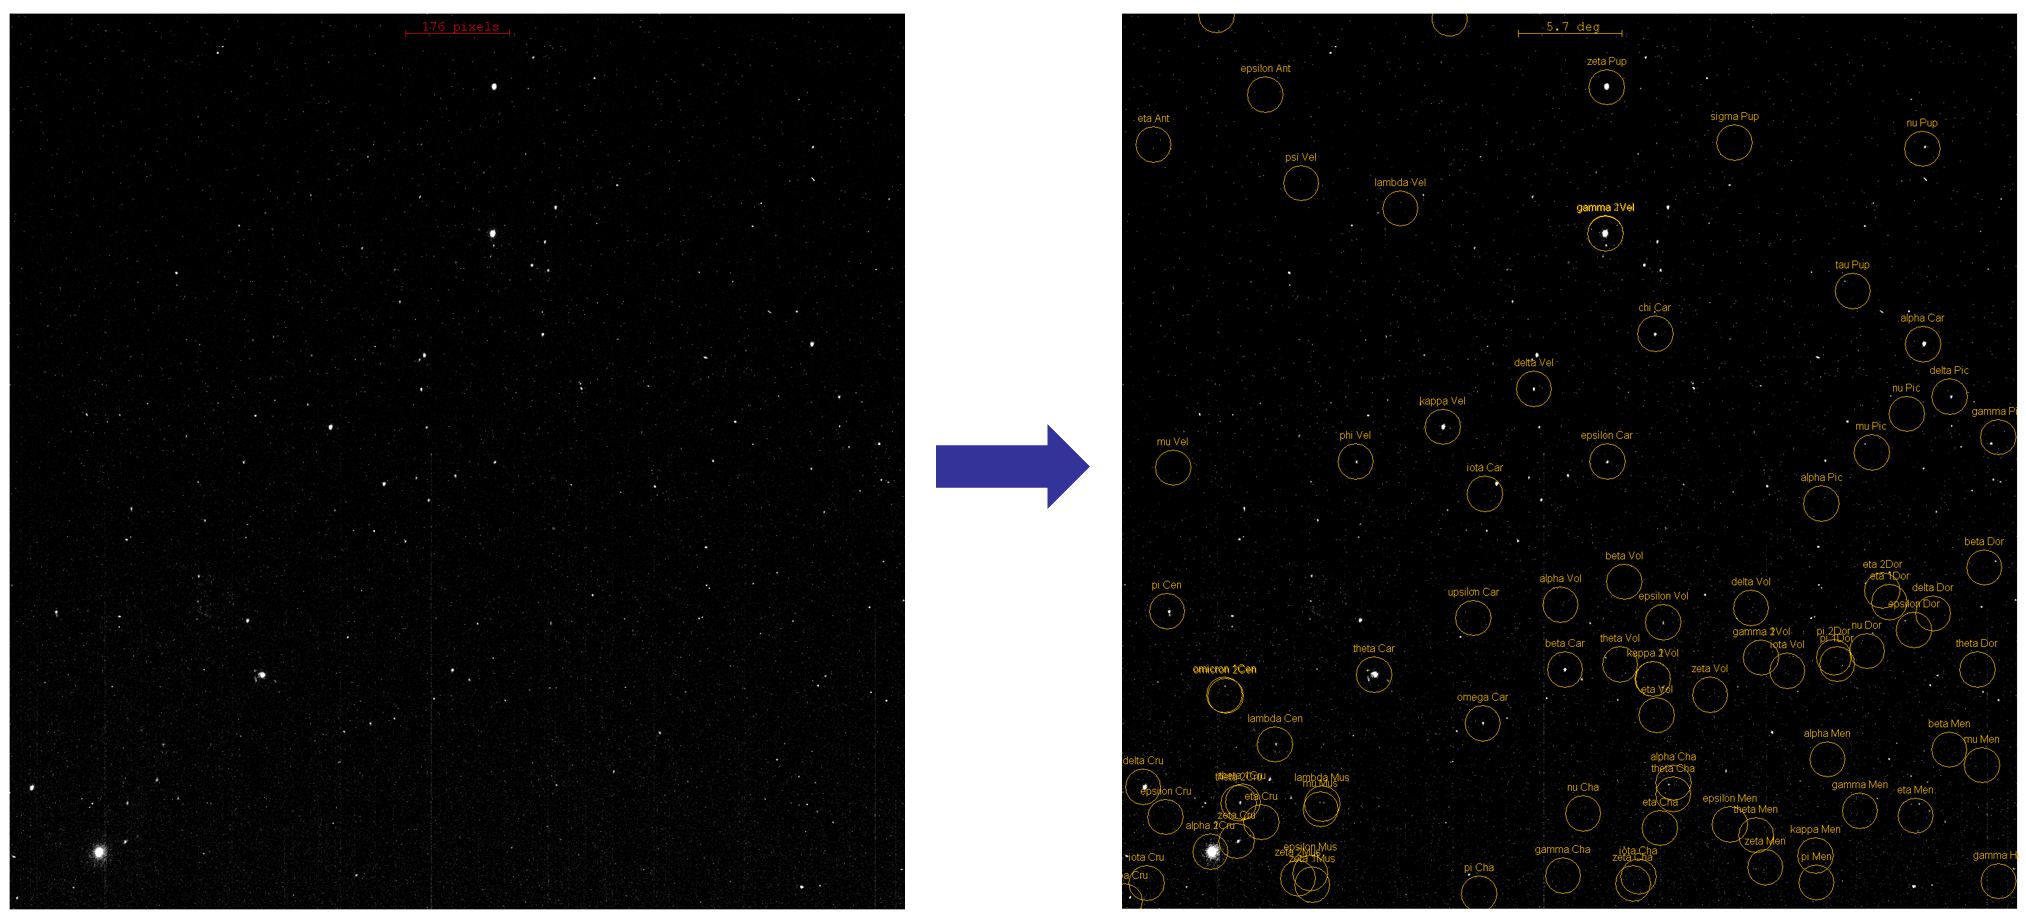 176 pixels
5.7 deg
zeta Pup
epsilon Ant
eta Ant
sigma Pup
nu Pup
psi Vel
lambda Vel
gamma 2Vel
tau Pup
chi Car
alpha Car
delta Vel
delta Pic
nu Pic
kappa Vel
gamma Pi
mu Pic
mu Vel
phi Vel
epsilon Car
iota Car
alpha Pic
beta Dor
beta Vol
eta 2Dor
eta 1Dor
pi Cen
alpha Vol
delta Vol
delta Dor
upsilon Car
epsilon Vol
epsilon Dor
nu Dor
gamma 2Vol
pi 2Dor
pi 1Dor
theta Car
beta Car
theta Vol
iota Vol
theta Dor
kappa 2Vol
omicron 2Cen
zeta Vol
eta Vol
omega Car
lambda Cen
beta Men
alpha Men
mu Men
delta Cru
alpha Cha
theta Cha
theta 2Cru
lambda Mus
mu Mus
epsilon Cru
nu Cha
gamma Men
eta Men
eta Cru
eta Cha
epsilon Men
theta Men
zeta Cru
alpha 2Cru
kappa Men
zeta Men
epsilon Mus
zeta 2Mus
zeta 1Mus
iota Cru
gamma Cha
iota Cha
zeta Cha
pi Men
gamma H
pi Cha
a Cru